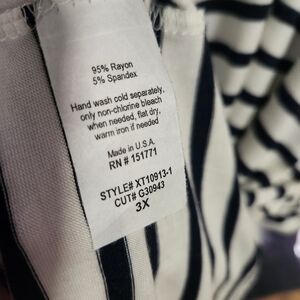 95% Rayon
5% Spandex
Hand wash cold separately,
only non-chlorine bleach
when needed, flat dry,
warm iron if needed
Made in U.S.A.
RN # 151771
STYLE# XT10913-1
CUT# G30943
3X